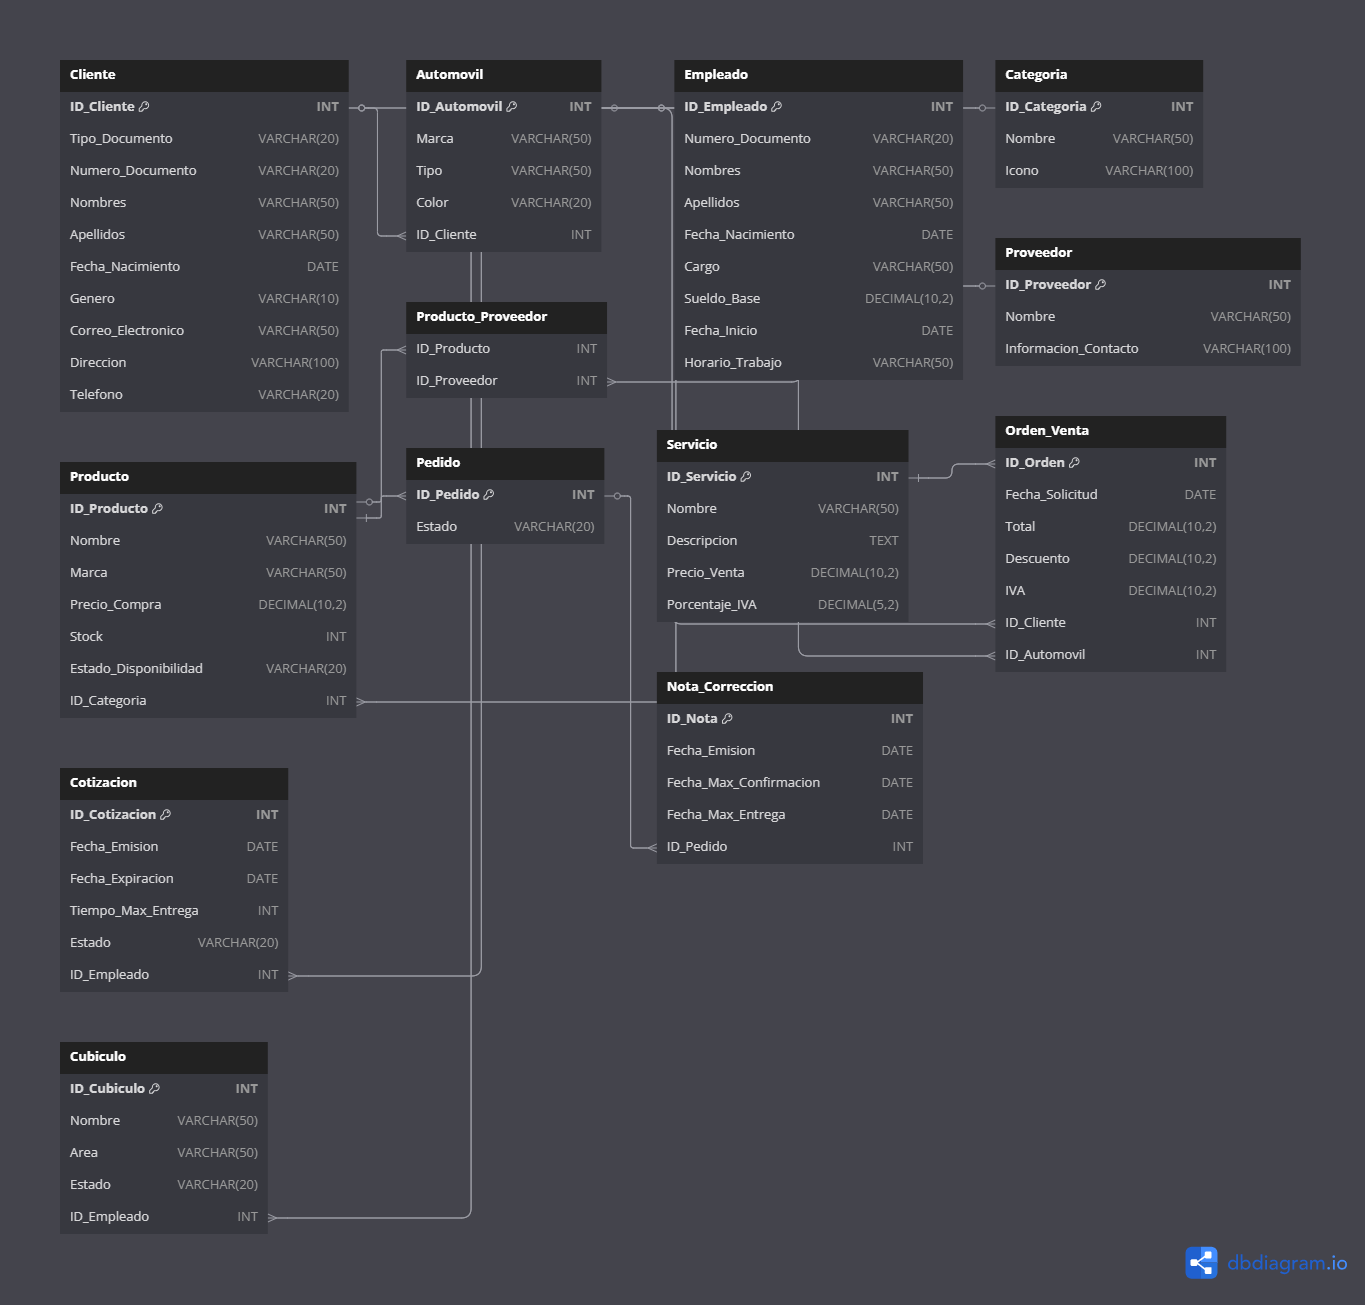 Cliente
ID_Cliente INT
Tipo_Documento VARCHAR(20)
Numero_Documento VARCHAR(20)
Nombres VARCHAR(50)
Apellidos VARCHAR(50)
Fecha_Nacimiento DATE
Genero VARCHAR(10)
Correo_Electronico VARCHAR(50)
Direccion VARCHAR(100)
Telefono VARCHAR(20)
Automovil
ID_Automovil INT
Marca VARCHAR(50)
Tipo VARCHAR(50)
Color VARCHAR(20)
ID_Cliente INT
Empleado
ID_Empleado INT
Numero_Documento VARCHAR(20)
Nombres VARCHAR(50)
Apellidos VARCHAR(50)
Fecha_Nacimiento DATE
Cargo VARCHAR(50)
Sueldo_Base DECIMAL(10,2)
Fecha_Inicio DATE
Horario_Trabajo VARCHAR(50)
Categoria
ID_Categoria INT
Nombre VARCHAR(50)
Icono VARCHAR(100)
Proveedor
ID_Proveedor INT
Nombre VARCHAR(50)
Informacion_Contacto VARCHAR(100)
Producto_Proveedor
ID_Producto INT
ID_Proveedor INT
Pedido
ID_Pedido INT
Estado VARCHAR(20)
Servicio
ID_Servicio INT
Nombre VARCHAR(50)
Descripcion TEXT
Precio_Venta DECIMAL(10,2)
Porcentaje_IVA DECIMAL(5,2)
Orden_Venta
ID_Orden INT
Fecha_Solicitud DATE
Total DECIMAL(10,2)
Descuento DECIMAL(10,2)
IVA DECIMAL(10,2)
ID_Cliente INT
ID_Automovil INT
Producto
ID_Producto INT
Nombre VARCHAR(50)
Marca VARCHAR(50)
Precio_Compra DECIMAL(10,2)
Stock INT
Estado_Disponibilidad VARCHAR(20)
ID_Categoria INT
Nota_Correccion
ID_Nota INT
Fecha_Emision DATE
Fecha_Max_Confirmacion DATE
Fecha_Max_Entrega DATE
ID_Pedido INT
Cotizacion
ID_Cotizacion INT
Fecha_Emision DATE
Fecha_Expiracion DATE
Tiempo_Max_Entrega INT
Estado VARCHAR(20)
ID_Empleado INT
Cubiculo
ID_Cubiculo INT
Nombre VARCHAR(50)
Area VARCHAR(50)
Estado VARCHAR(20)
ID_Empleado INT
dbdiagram.io